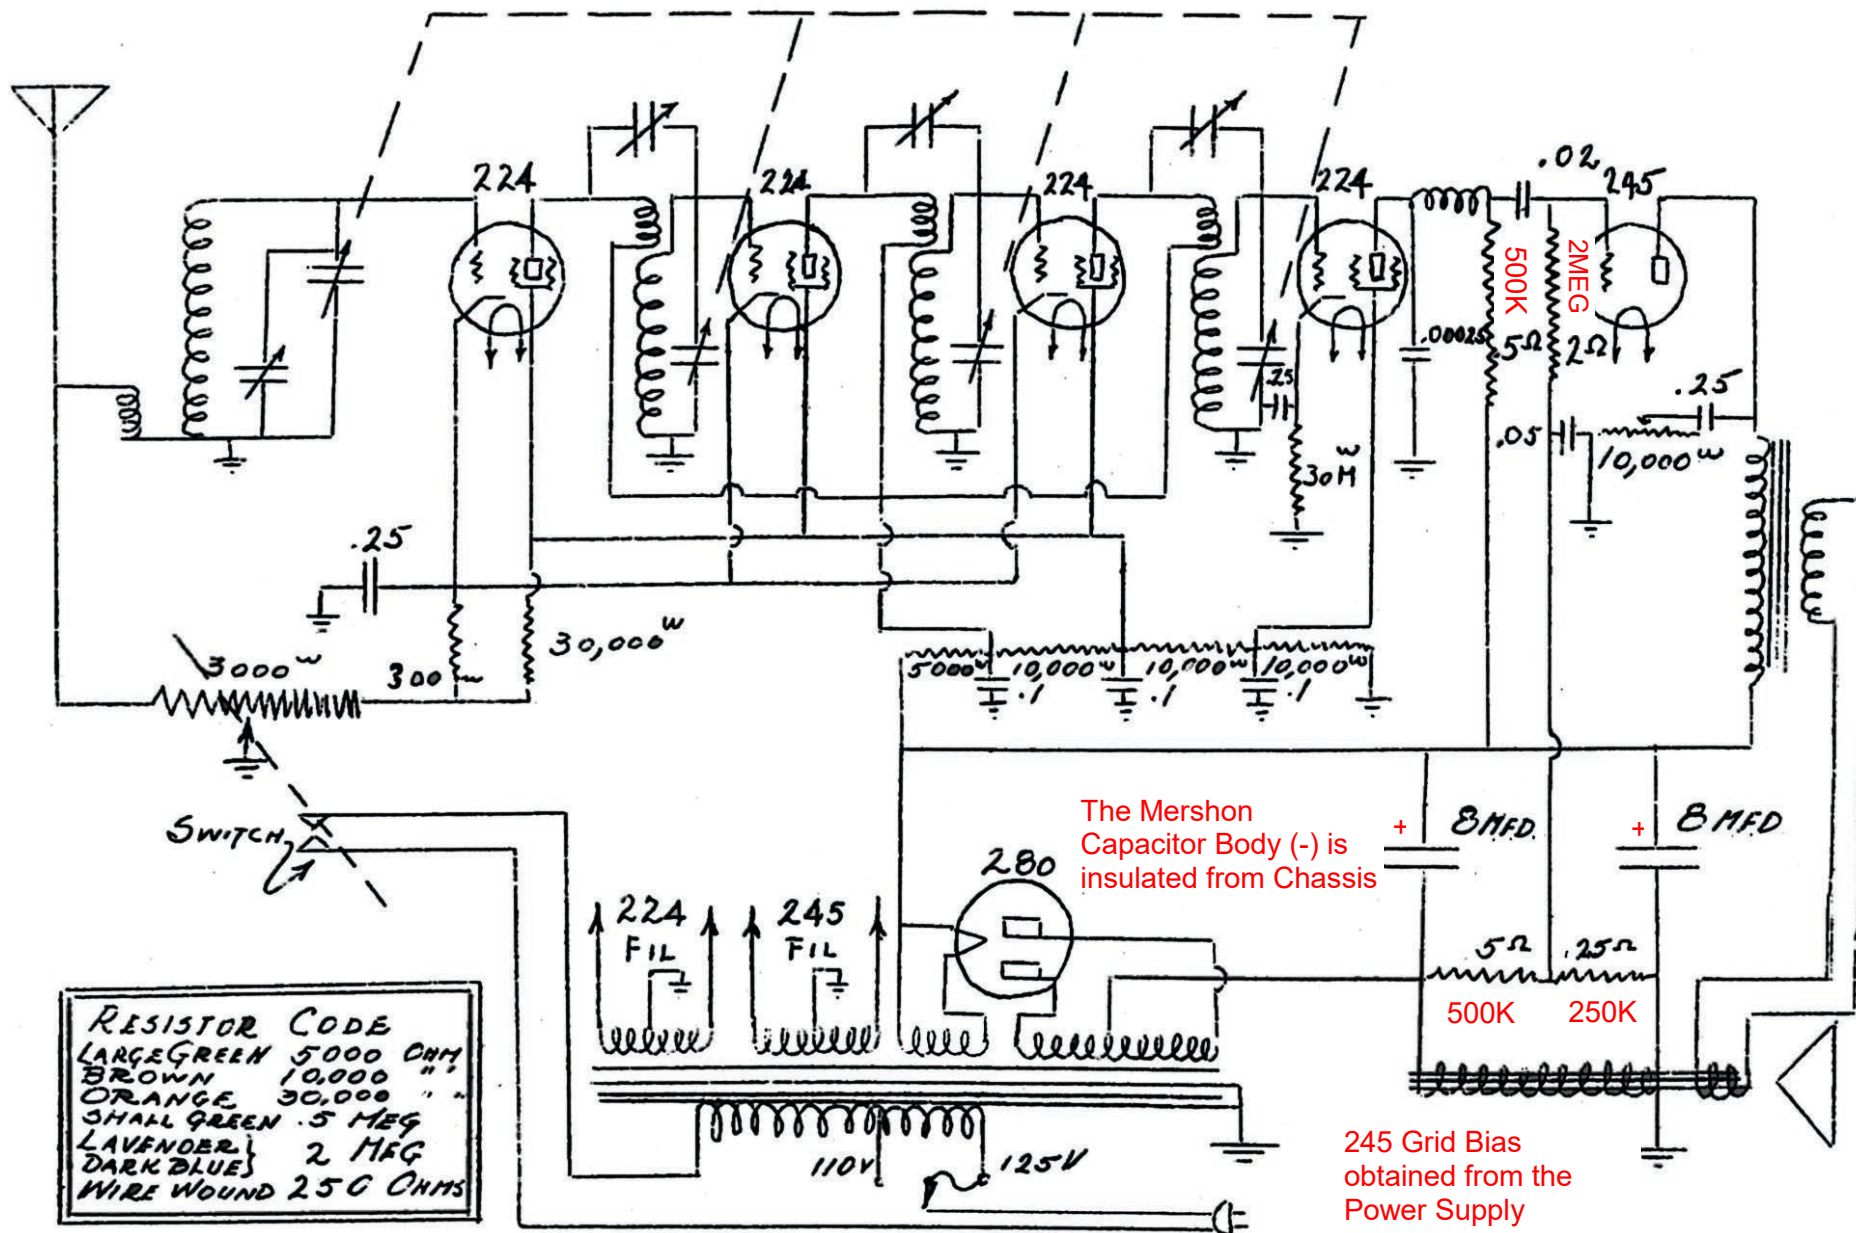 224
224
224
224
.02
245
500K
2MEG
.00025
.5Ω
2Ω
.25
.25
.05
10,000ω
30M ω
.25
3000ω
300ω
30,000ω
5000ω
10,000ω
10,000ω
10,000ω
.1
.1
.1
SWITCH
The Mershon
Capacitor Body (-) is
insulated from Chassis
+
8MFD.
+
8MFD
280
224
FIL
245
FIL
.5Ω
.25Ω
500K
250K
110V
125V
245 Grid Bias
obtained from the
Power Supply
RESISTOR CODE
LARGE GREEN 5000 OHM
BROWN 10,000 " "
ORANGE 30,000 " "
SMALL GREEN .5 MEG
LAVENDER}
DARK BLUE} 2 MEG
WIRE WOUND 250 OHMS